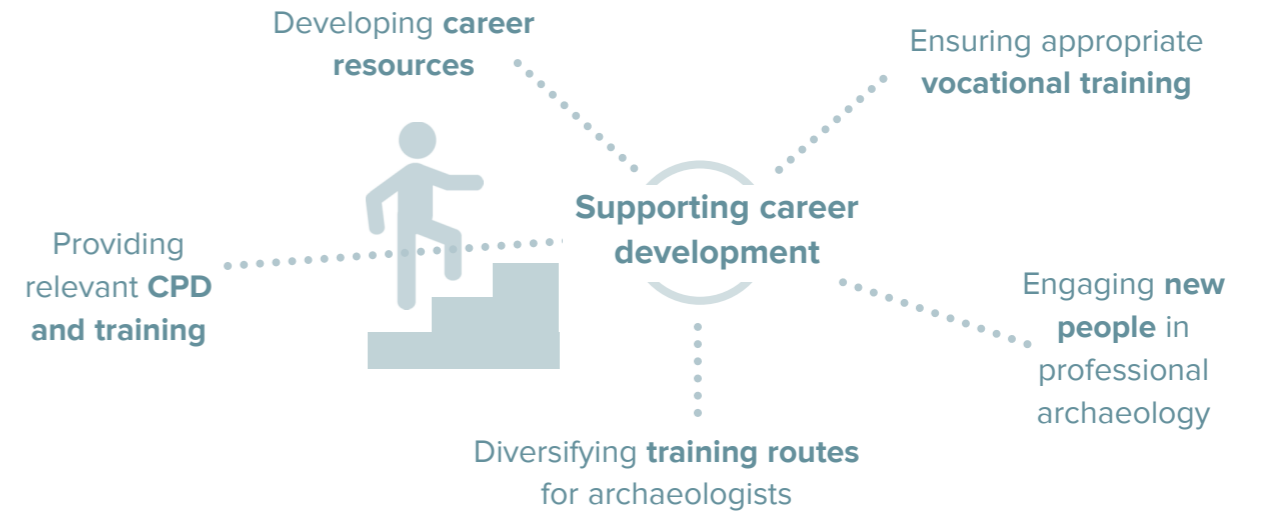 Developing career
resources
Ensuring appropriate
vocational training
Supporting career
development
Providing
relevant CPD
and training
Engaging new
people in
professional
archaeology
Diversifying training routes
for archaeologists